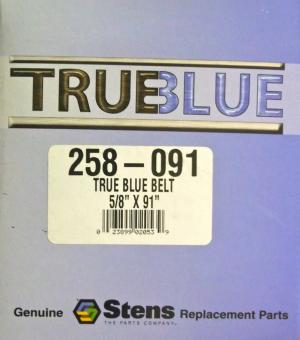 TRUEBLUE
258-091
TRUE BLUE BELT
5/8" X 91"
0 23899 02053 9
Genuine Stens Replacement Parts
THE PARTS COMPANY.